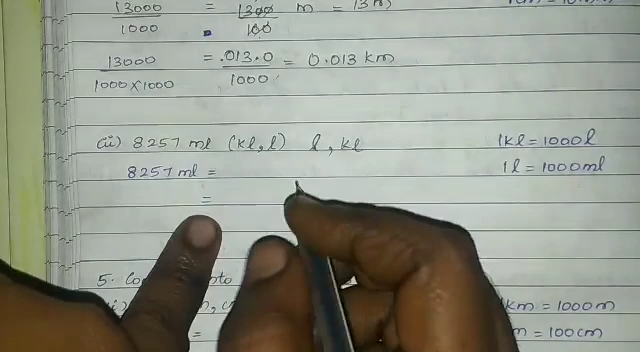 13000 = 1300 m = 13 m
1000 100
13000 = .013.0 = 0.013 km
1000×1000 1000
(ii) 8257 ml (kl, l) l, kl 1kl = 1000l
8257 ml = 1l = 1000ml
=
5.
km = 1000m
= m = 100cm